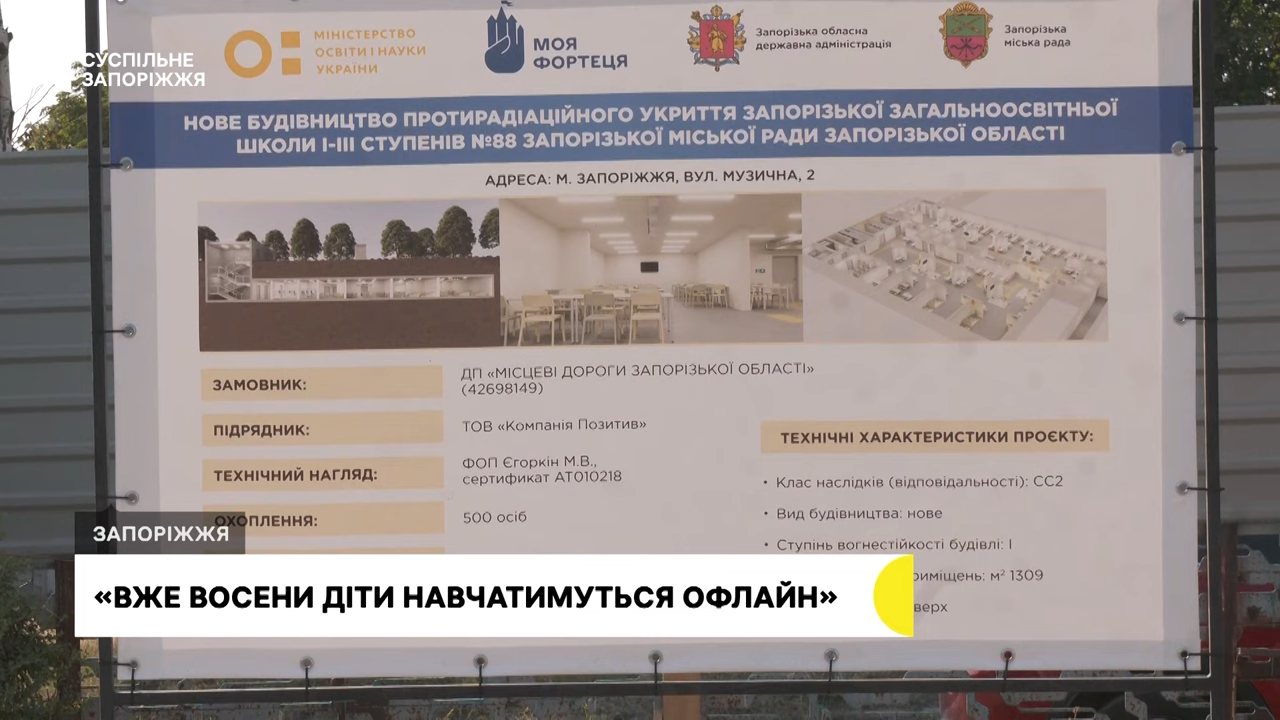 СУСПІЛЬНЕ
ЗАПОРІЖЖЯ
МІНІСТЕРСТВО
ОСВІТИ І НАУКИ
УКРАЇНИ
МОЯ
ФОРТЕЦЯ
Запорізька обласна
державна адміністрація
Запорізька
міська рада
НОВЕ БУДІВНИЦТВО ПРОТИРАДІАЦІЙНОГО УКРИТТЯ ЗАПОРІЗЬКОЇ ЗАГАЛЬНООСВІТНЬОЇ
ШКОЛИ І-ІІІ СТУПЕНІВ №88 ЗАПОРІЗЬКОЇ МІСЬКОЇ РАДИ ЗАПОРІЗЬКОЇ ОБЛАСТІ
АДРЕСА: М. ЗАПОРІЖЖЯ, ВУЛ. МУЗИЧНА, 2
ЗАМОВНИК:
ДП «МІСЦЕВІ ДОРОГИ ЗАПОРІЗЬКОЇ ОБЛАСТІ»
(42698149)
ПІДРЯДНИК:
ТОВ «Компанія Позитив»
ТЕХНІЧНИЙ НАГЛЯД:
ФОП Єгоркін М.В.,
сертифікат АТ010218
ОХОПЛЕННЯ:
500 осіб
ТЕХНІЧНІ ХАРАКТЕРИСТИКИ ПРОЄКТУ:
• Клас наслідків (відповідальності): СС2
• Вид будівництва: нове
• Ступінь вогнестійкості будівлі: І
риміщень: м² 1309
верх
ЗАПОРІЖЖЯ
«ВЖЕ ВОСЕНИ ДІТИ НАВЧАТИМУТЬСЯ ОФЛАЙН»